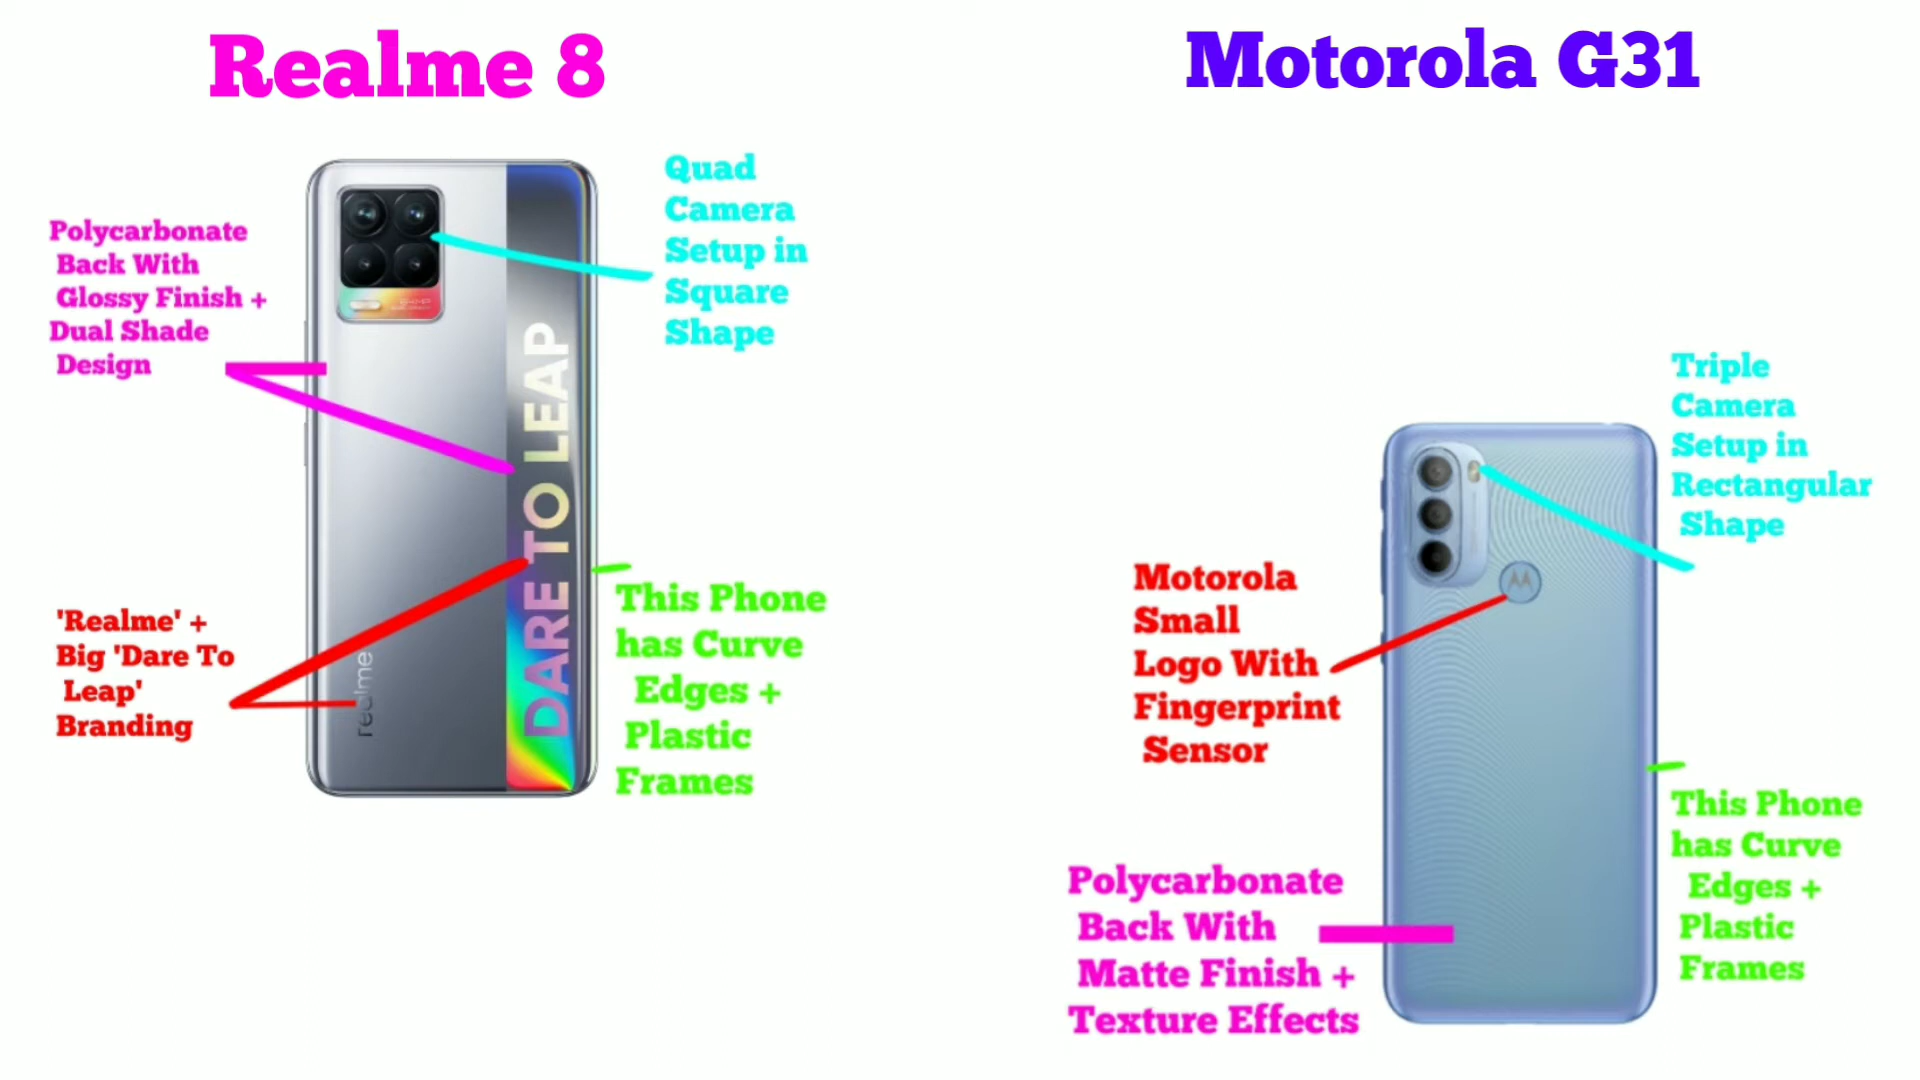 Realme 8
Motorola G31
Polycarbonate
Back With
Glossy Finish +
Dual Shade
Design
Quad
Camera
Setup in
Square
Shape
'Realme' +
Big 'Dare To
Leap'
Branding
This Phone
has Curve
Edges +
Plastic
Frames
DARE TO LEAP
realme
Triple
Camera
Setup in
Rectangular
Shape
Motorola
Small
Logo With
Fingerprint
Sensor
This Phone
has Curve
Edges +
Plastic
Frames
Polycarbonate
Back With
Matte Finish +
Texture Effects